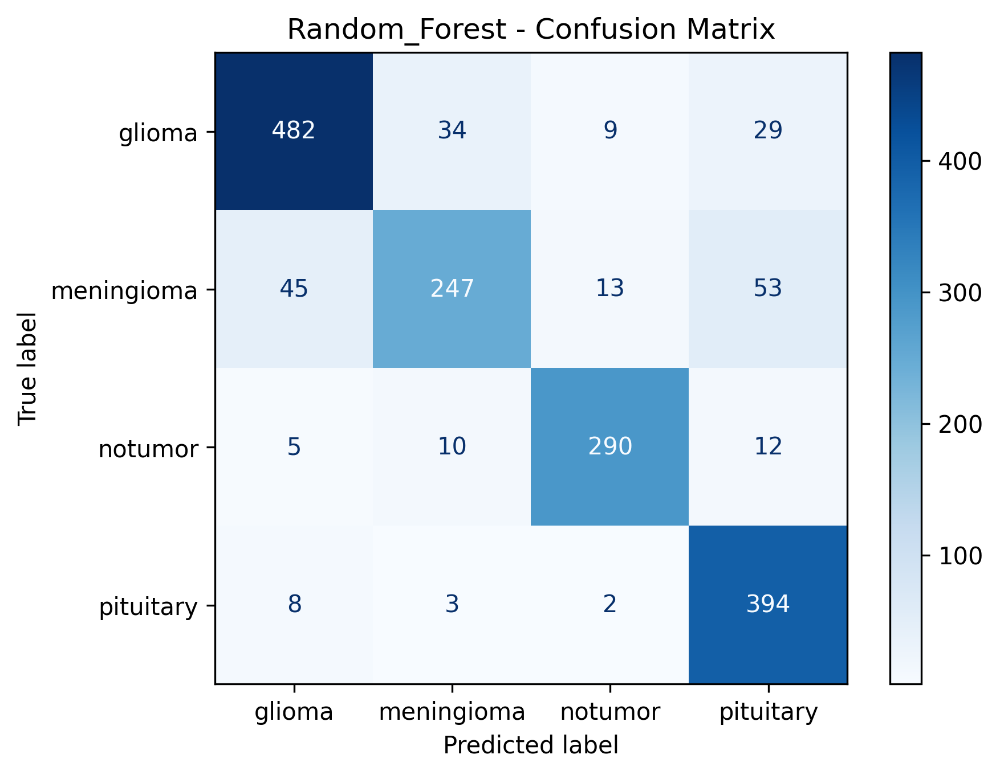 Random_Forest - Confusion Matrix
glioma 482 34 9 29
meningioma 45 247 13 53
notumor 5 10 290 12
pituitary 8 3 2 394
glioma meningioma notumor pituitary
Predicted label
True label
400
300
200
100